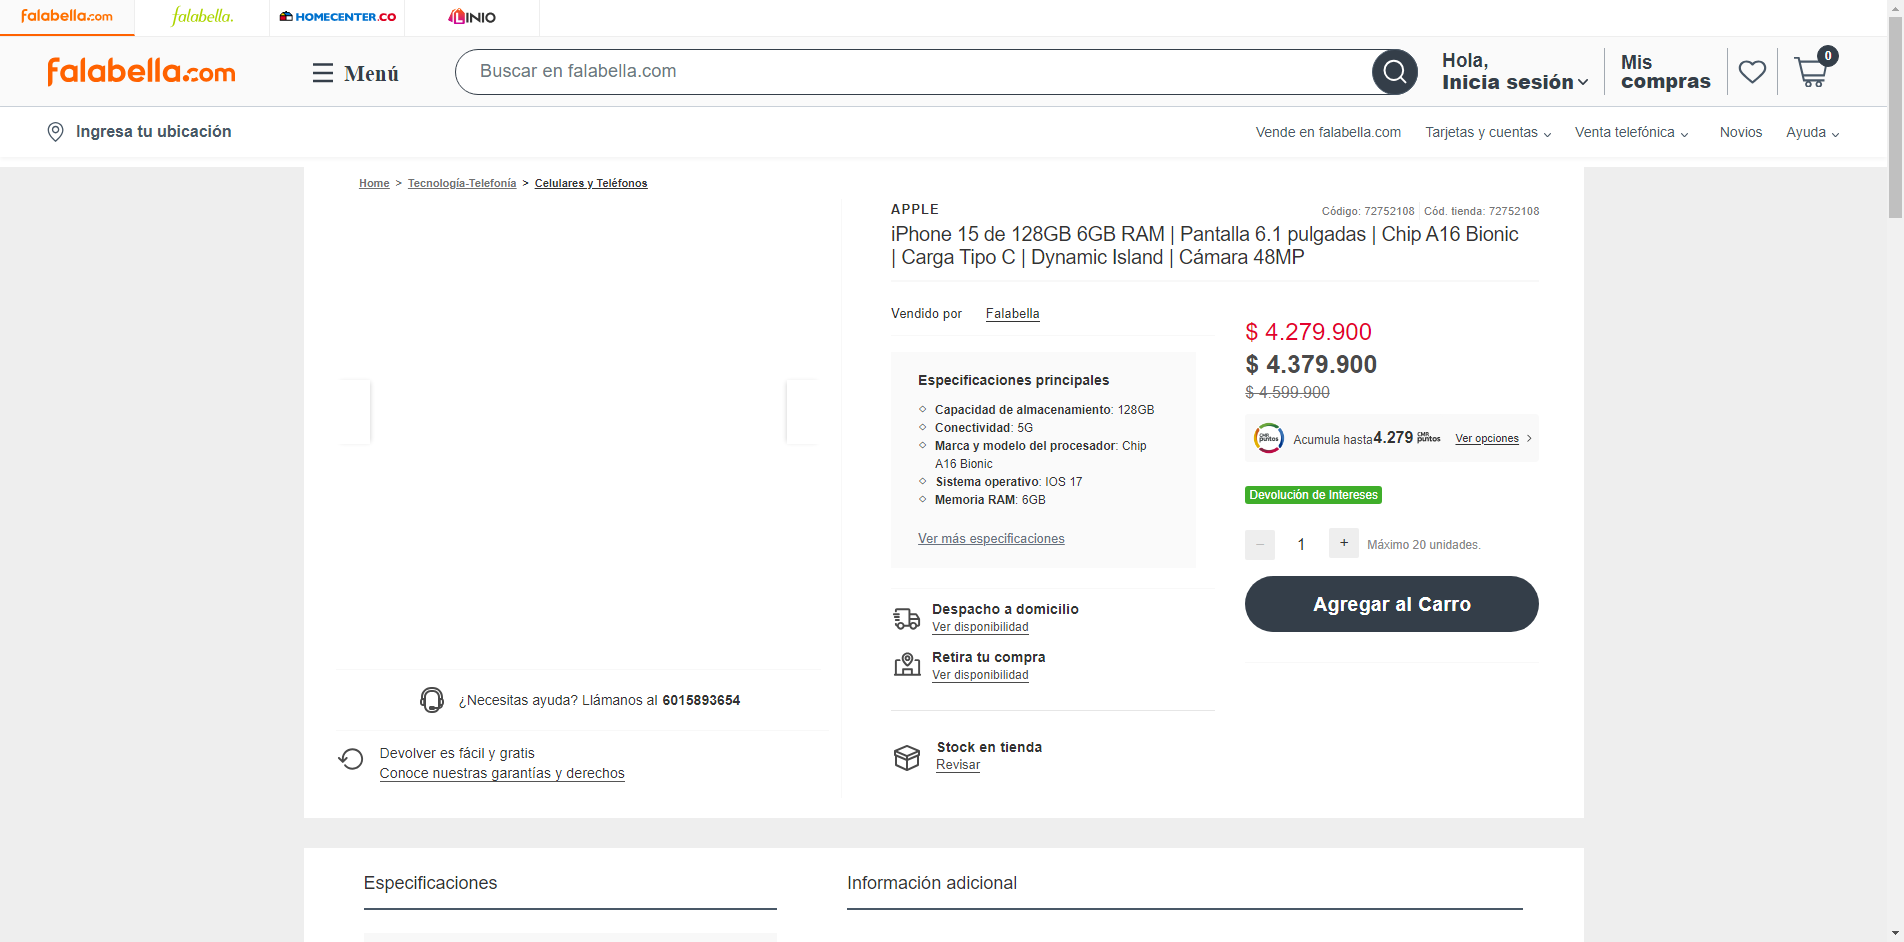 falabella.com
falabella.
HOMECENTER.CO
LINIO
falabella.com
Menú
Buscar en falabella.com
Hola,
Inicia sesión
Mis
compras
0
Ingresa tu ubicación
Vende en falabella.com
Tarjetas y cuentas
Venta telefónica
Novios
Ayuda
Home > Tecnología-Telefonía > Celulares y Teléfonos
APPLE
Código: 72752108
Cód. tienda: 72752108
iPhone 15 de 128GB 6GB RAM | Pantalla 6.1 pulgadas | Chip A16 Bionic
| Carga Tipo C | Dynamic Island | Cámara 48MP
Vendido por Falabella
Especificaciones principales
Capacidad de almacenamiento: 128GB
Conectividad: 5G
Marca y modelo del procesador: Chip
A16 Bionic
Sistema operativo: IOS 17
Memoria RAM: 6GB
Ver más especificaciones
$ 4.279.900
$ 4.379.900
$ 4.599.900
CMR puntos
Acumula hasta 4.279 CMR puntos
Ver opciones
Devolución de Intereses
− 1 + Máximo 20 unidades.
Agregar al Carro
Despacho a domicilio
Ver disponibilidad
Retira tu compra
Ver disponibilidad
Stock en tienda
Revisar
¿Necesitas ayuda? Llámanos al 6015893654
Devolver es fácil y gratis
Conoce nuestras garantías y derechos
Especificaciones
Información adicional